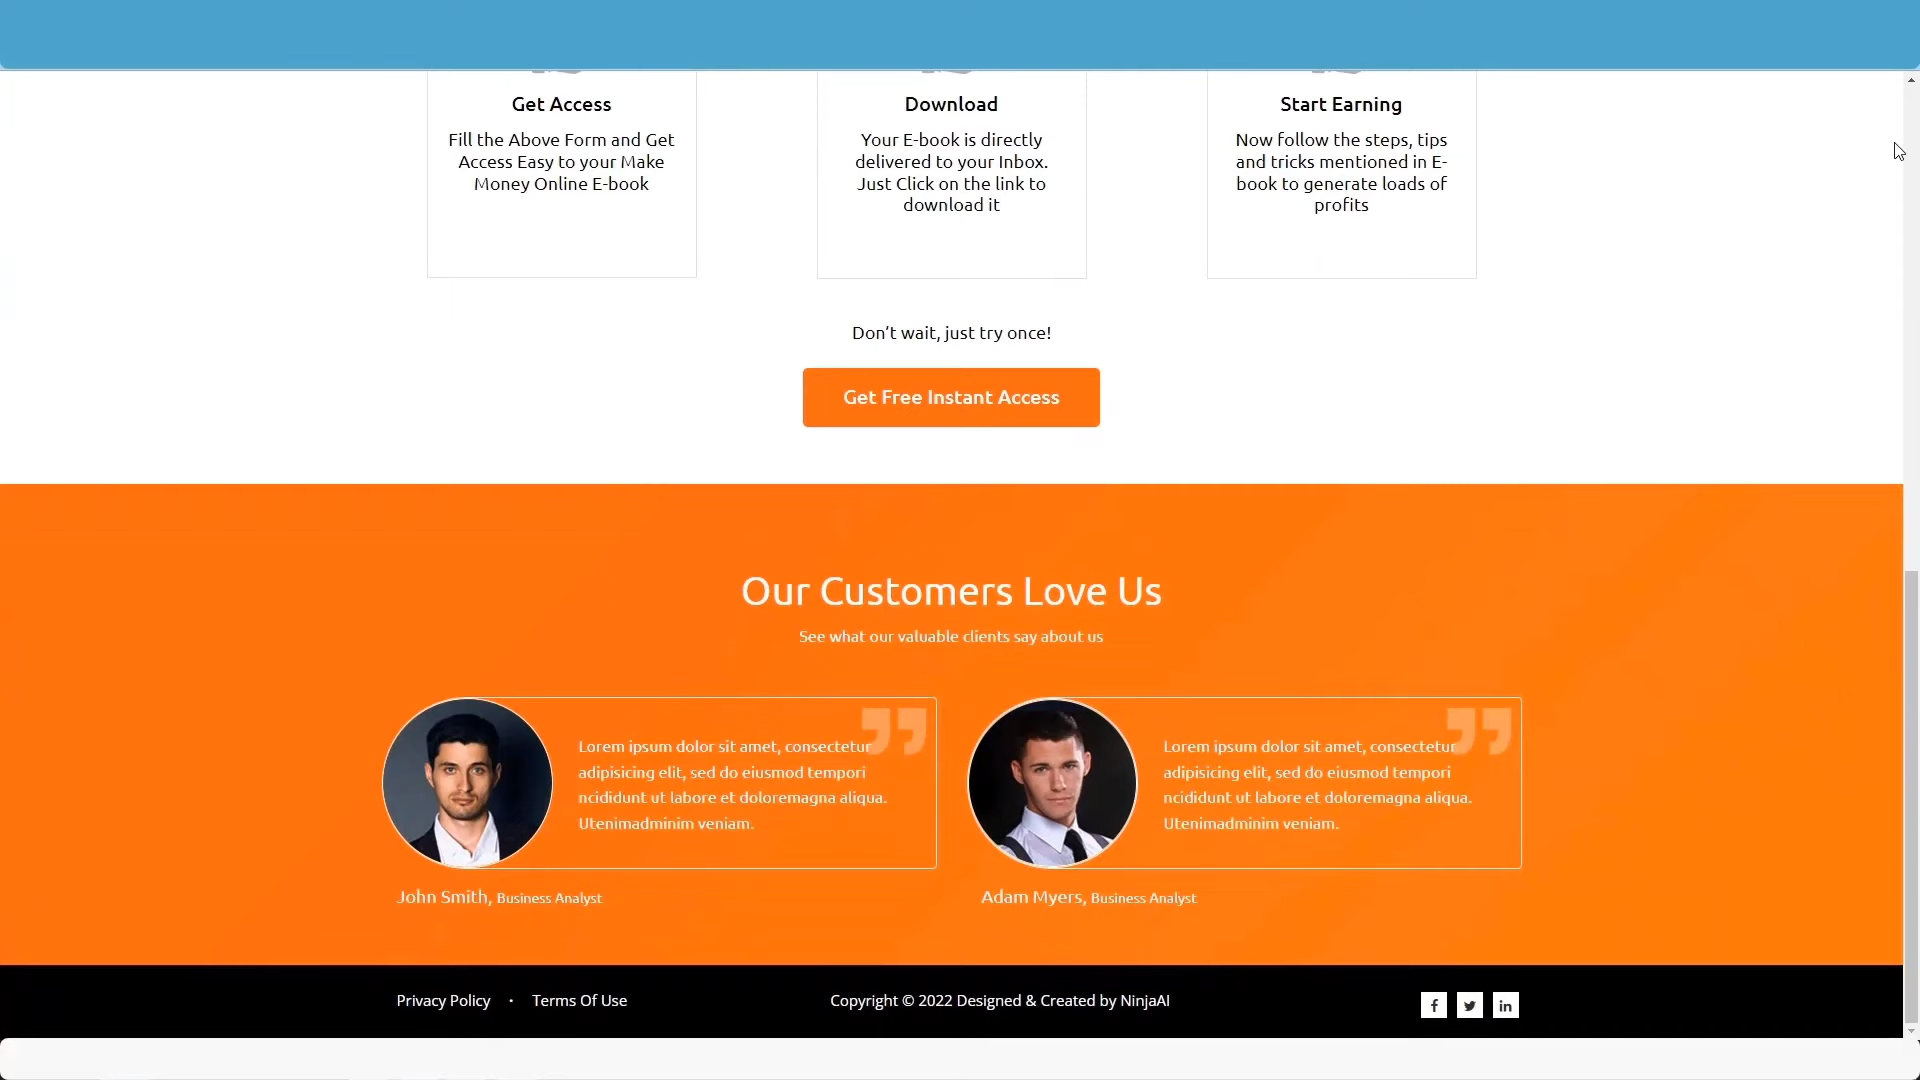 Get Access
Fill the Above Form and Get
Access Easy to your Make
Money Online E-book
Download
Your E-book is directly
delivered to your Inbox.
Just Click on the link to
download it
Start Earning
Now follow the steps, tips
and tricks mentioned in E-
book to generate loads of
profits
Don’t wait, just try once!
Get Free Instant Access
Our Customers Love Us
See what our valuable clients say about us
Lorem ipsum dolor sit amet, consectetur
adipisicing elit, sed do eiusmod tempori
ncididunt ut labore et doloremagna aliqua.
Utenimadminim veniam.
John Smith, Business Analyst
Lorem ipsum dolor sit amet, consectetur
adipisicing elit, sed do eiusmod tempori
ncididunt ut labore et doloremagna aliqua.
Utenimadminim veniam.
Adam Myers, Business Analyst
Privacy Policy · Terms Of Use
Copyright © 2022 Designed & Created by NinjaAI